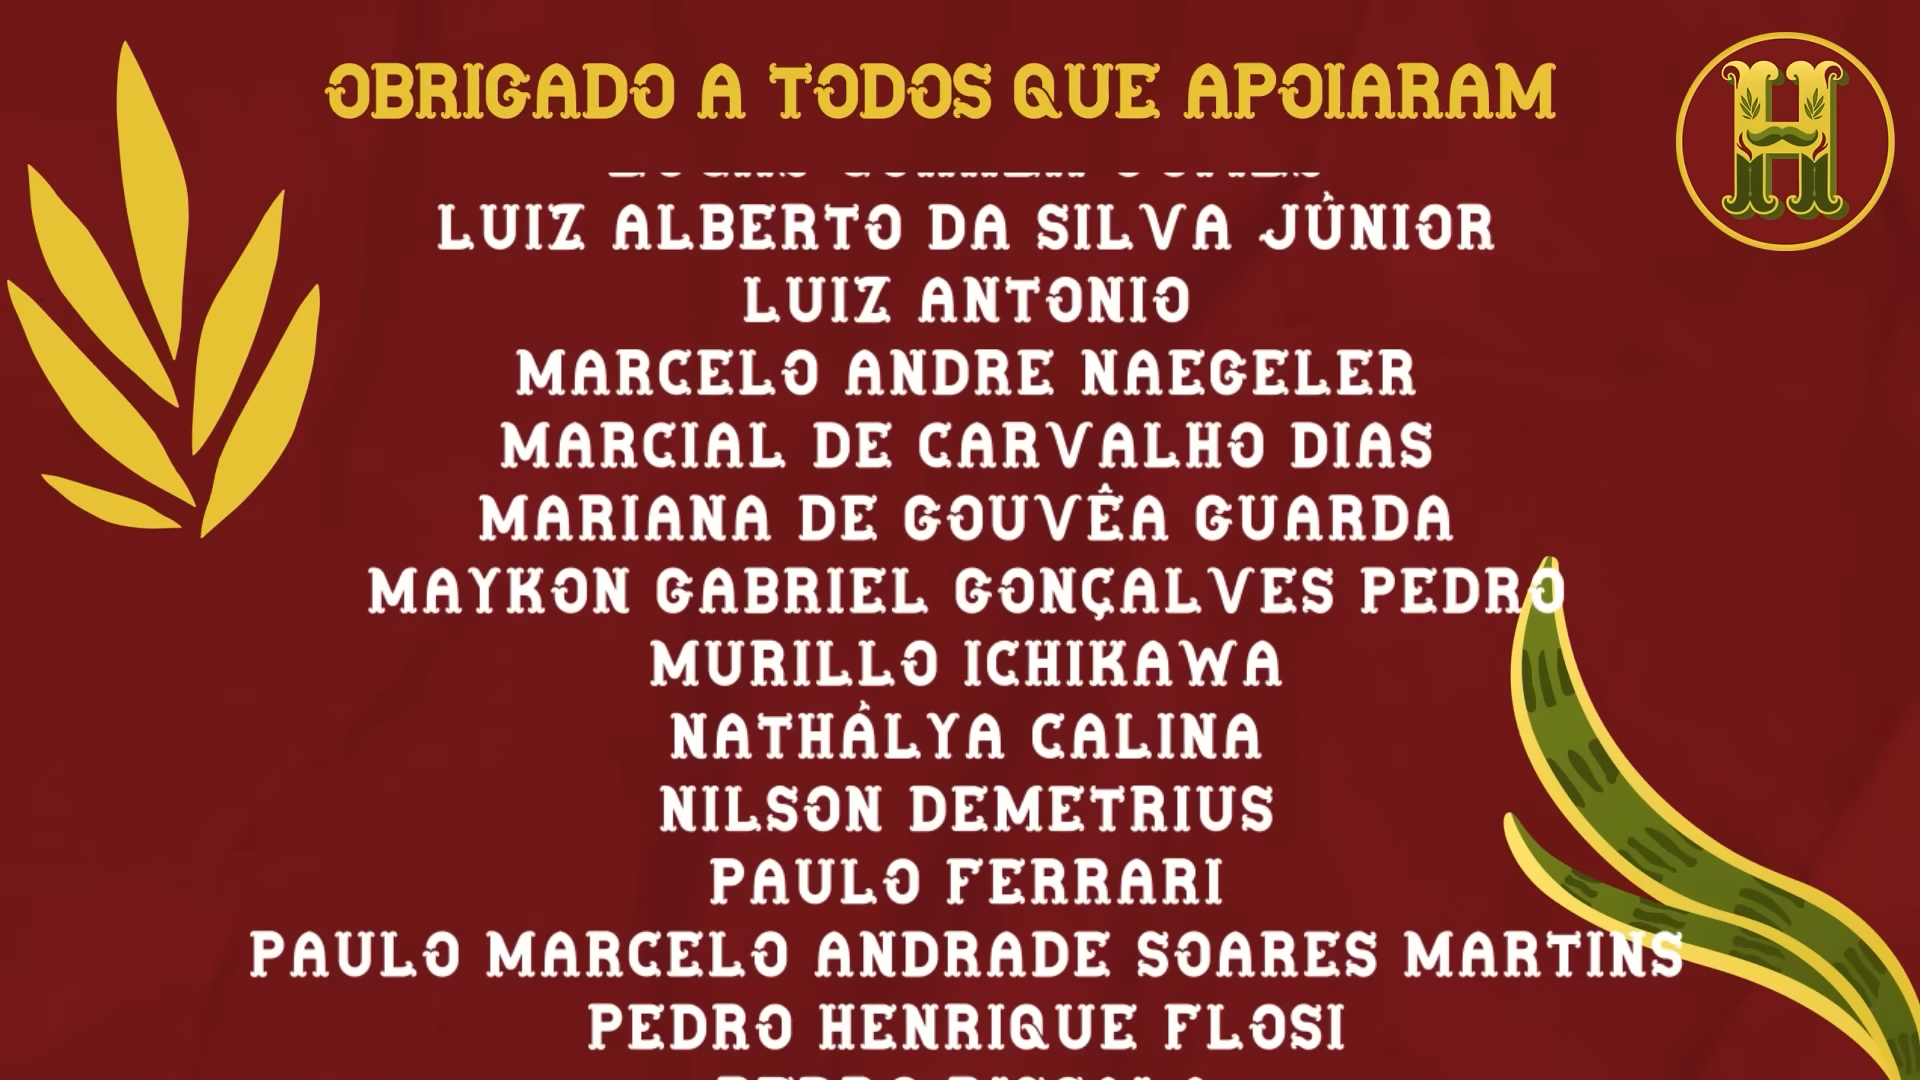 OBRIGADO A TODOS QUE APOIARAM
H
LUIZ ALBERTO DA SILVA JÚNIOR
LUIZ ANTONIO
MARCELO ANDRE NAEGELER
MARCIAL DE CARVALHO DIAS
MARIANA DE GOUVÊA GUARDA
MAYKON GABRIEL GONÇALVES PEDRO
MURILLO ICHIKAWA
NATHÁLYA CALINA
NILSON DEMETRIUS
PAULO FERRARI
PAULO MARCELO ANDRADE SOARES MARTINS
PEDRO HENRIQUE FLOSI